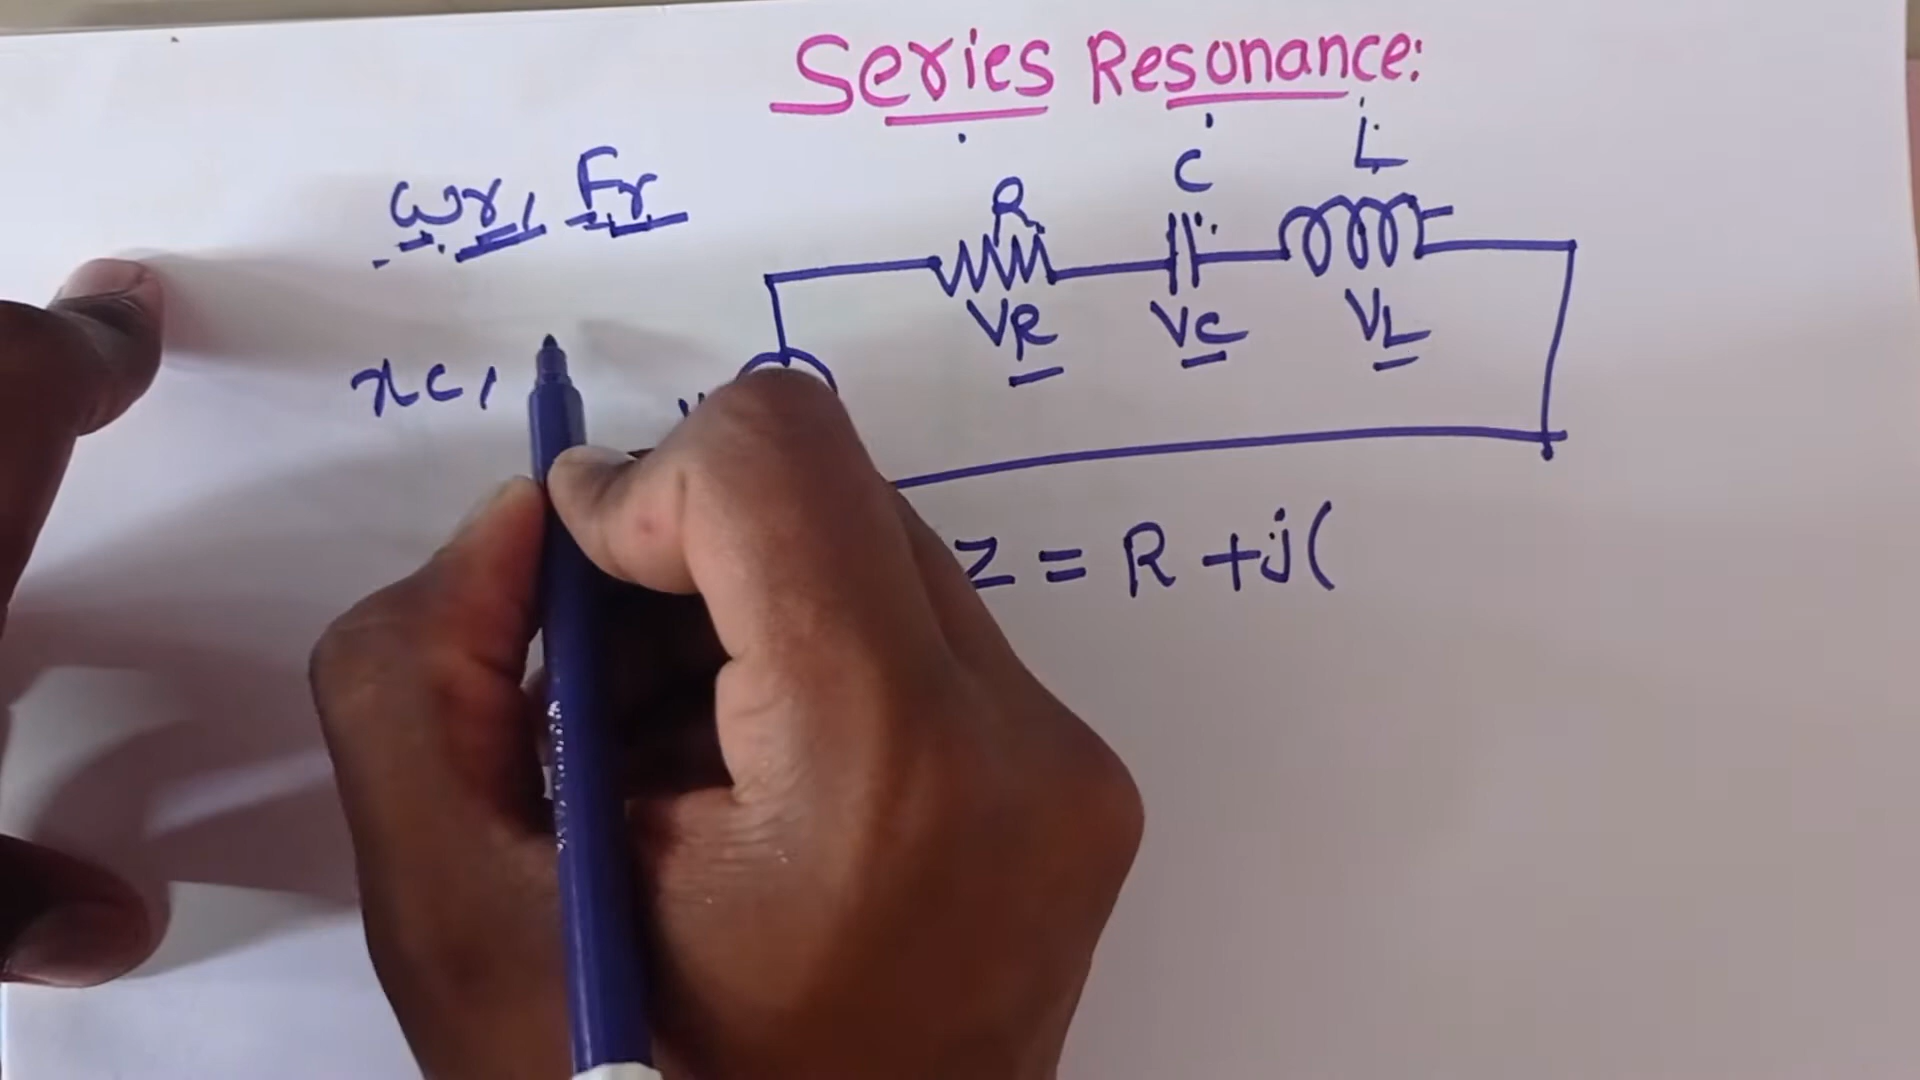 Series Resonance:
ωr, Fr
R C L
VR VC VL
xc,
Z = R + j(